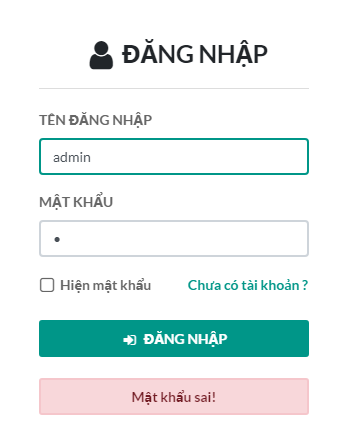 ĐĂNG NHẬP
TÊN ĐĂNG NHẬP
admin
MẬT KHẨU
•
Hiện mật khẩu Chưa có tài khoản ?
ĐĂNG NHẬP
Mật khẩu sai!